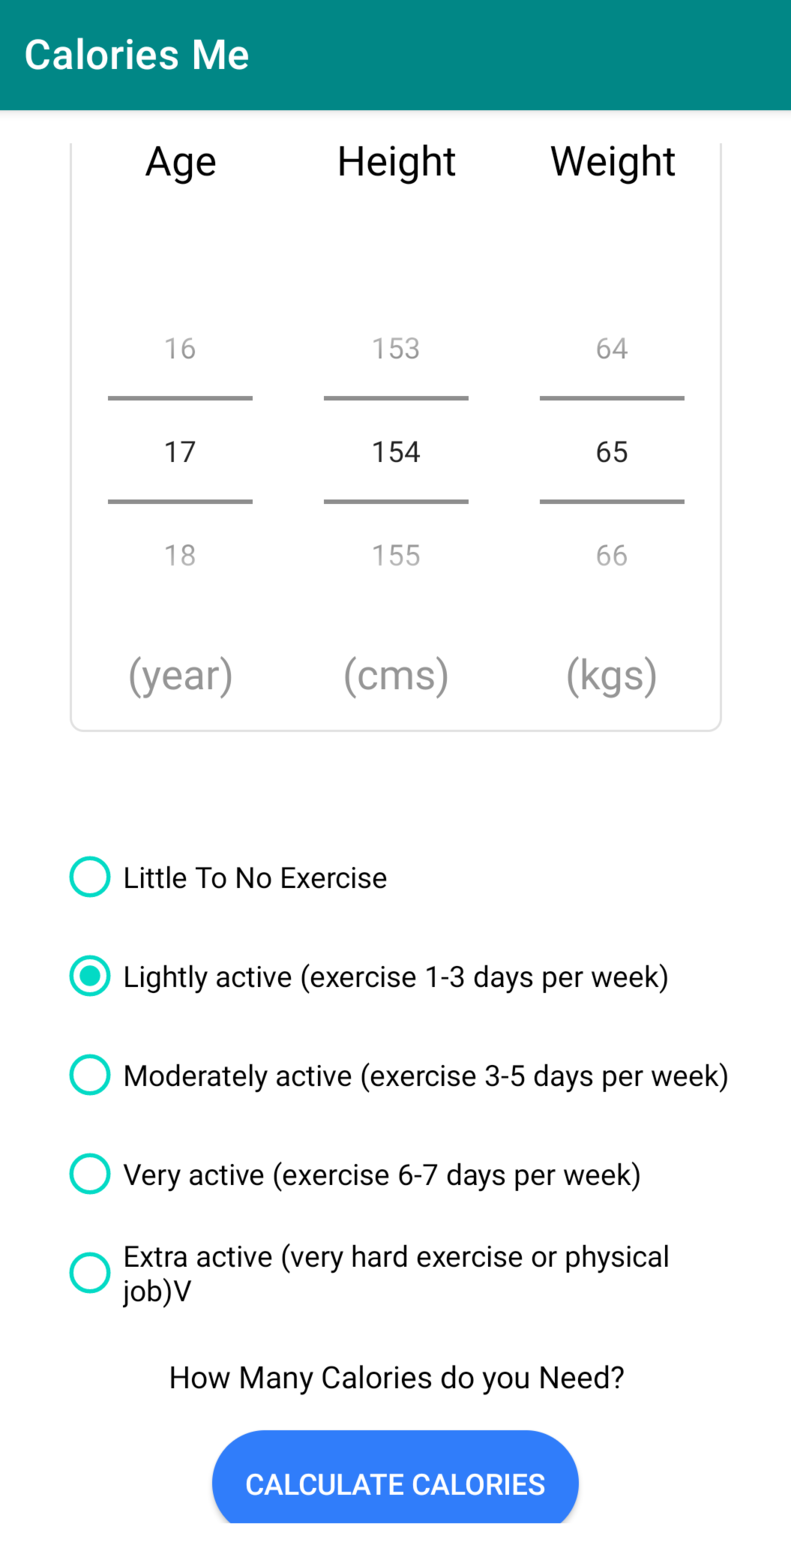 Calories Me
Age Height Weight
16 153 64
17 154 65
18 155 66
(year) (cms) (kgs)
Little To No Exercise
Lightly active (exercise 1-3 days per week)
Moderately active (exercise 3-5 days per week)
Very active (exercise 6-7 days per week)
Extra active (very hard exercise or physical
job)V
How Many Calories do you Need?
CALCULATE CALORIES